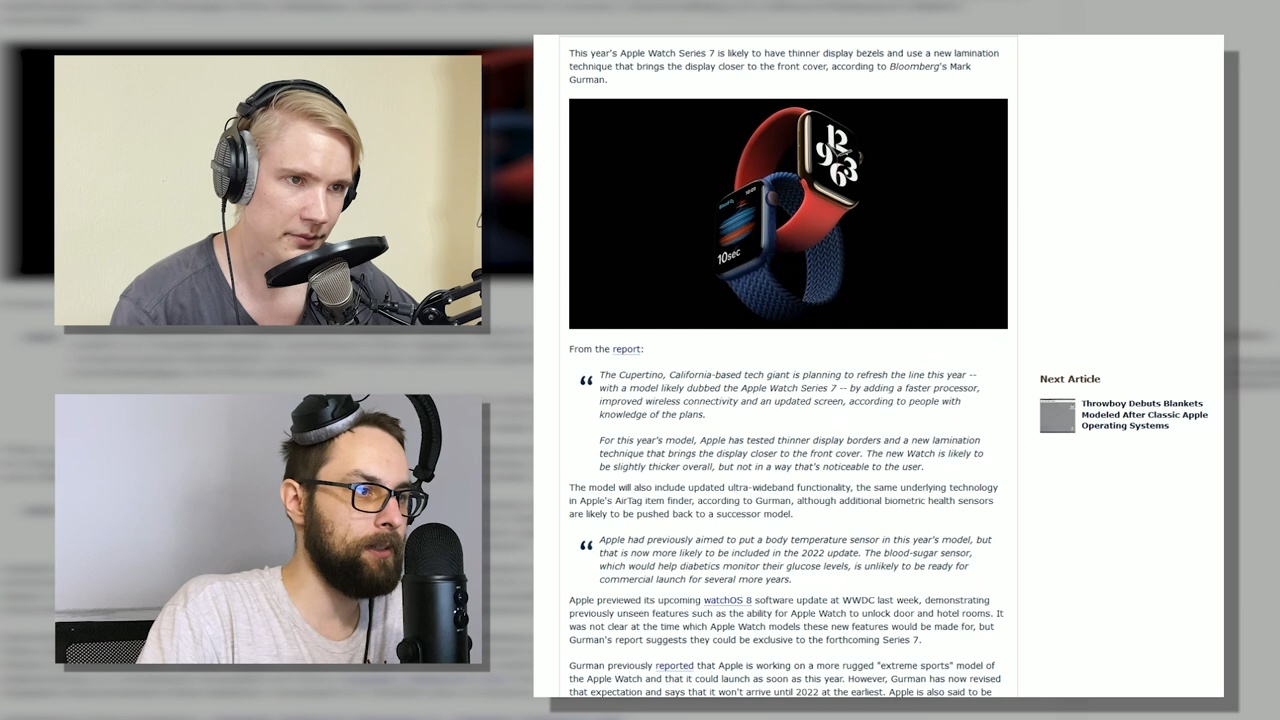 This year's Apple Watch Series 7 is likely to have thinner display bezels and use a new lamination
technique that brings the display closer to the front cover, according to Bloomberg's Mark
Gurman.
12
9 3
6
10:09
10sec
From the report:
“ The Cupertino, California-based tech giant is planning to refresh the line this year --
with a model likely dubbed the Apple Watch Series 7 -- by adding a faster processor,
improved wireless connectivity and an updated screen, according to people with
knowledge of the plans.
For this year's model, Apple has tested thinner display borders and a new lamination
technique that brings the display closer to the front cover. The new Watch is likely to
be slightly thicker overall, but not in a way that's noticeable to the user.
The model will also include updated ultra-wideband functionality, the same underlying technology
in Apple's AirTag item finder, according to Gurman, although additional biometric health sensors
are likely to be pushed back to a successor model.
“ Apple had previously aimed to put a body temperature sensor in this year's model, but
that is now more likely to be included in the 2022 update. The blood-sugar sensor,
which would help diabetics monitor their glucose levels, is unlikely to be ready for
commercial launch for several more years.
Apple previewed its upcoming watchOS 8 software update at WWDC last week, demonstrating
previously unseen features such as the ability for Apple Watch to unlock door and hotel rooms. It
was not clear at the time which Apple Watch models these new features would be made for, but
Gurman's report suggests they could be exclusive to the forthcoming Series 7.
Gurman previously reported that Apple is working on a more rugged "extreme sports" model of
the Apple Watch and that it could launch as soon as this year. However, Gurman has now revised
that expectation and says that it won't arrive until 2022 at the earliest. Apple is also said to be
Next Article
Throwboy Debuts Blankets
Modeled After Classic Apple
Operating Systems